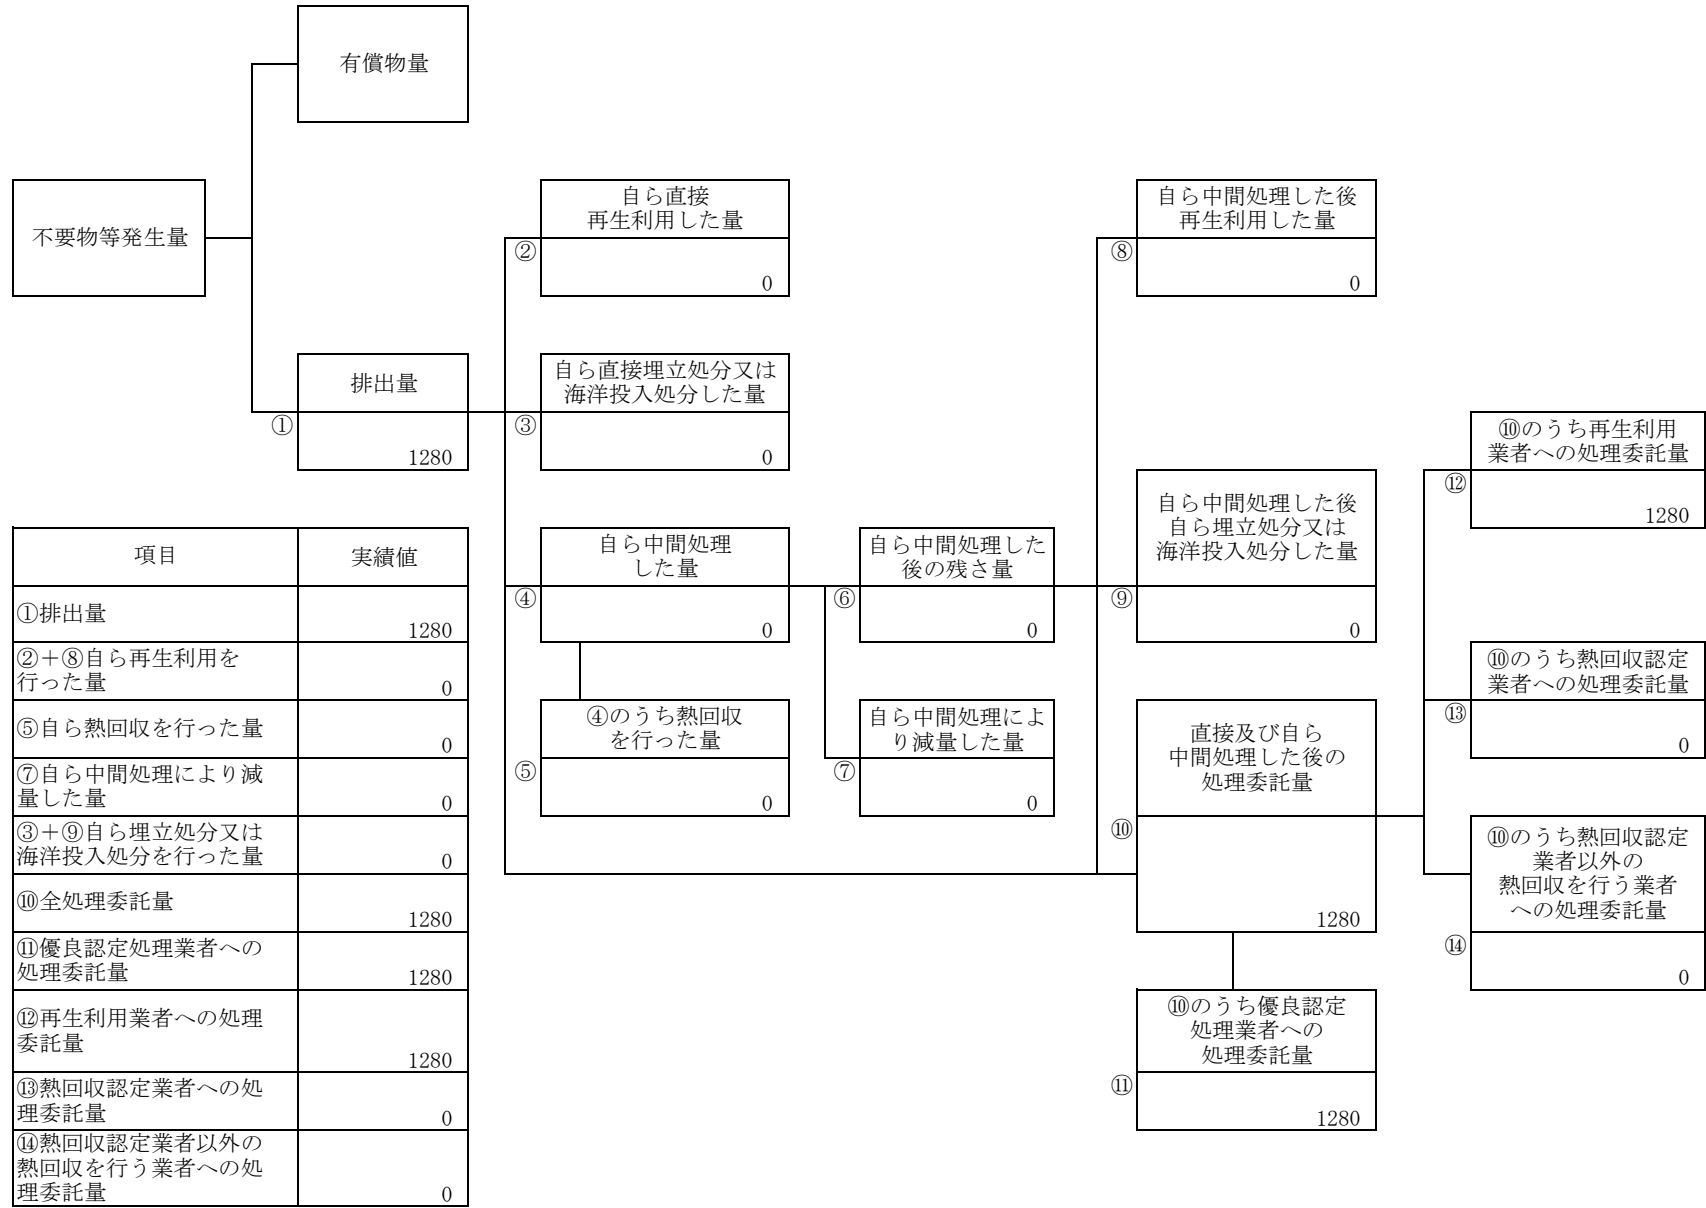 有償物量
不要物等発生量
排出量
①
1280
自ら直接
再生利用した量
②
0
自ら直接埋立処分又は
海洋投入処分した量
③
0
自ら中間処理
した量
④
0
④のうち熱回収
を行った量
⑤
0
自ら中間処理した
後の残さ量
⑥
0
自ら中間処理によ
り減量した量
⑦
0
自ら中間処理した後
再生利用した量
⑧
0
自ら中間処理した後
自ら埋立処分又は
海洋投入処分した量
⑨
0
直接及び自ら
中間処理した後の
処理委託量
⑩
1280
⑩のうち優良認定
処理業者への
処理委託量
⑪
1280
⑩のうち再生利用
業者への処理委託量
⑫
1280
⑩のうち熱回収認定
業者への処理委託量
⑬
0
⑩のうち熱回収認定
業者以外の
熱回収を行う業者
への処理委託量
⑭
0
項目
実績値
①排出量
1280
②+⑧自ら再生利用を
行った量
0
⑤自ら熱回収を行った量
0
⑦自ら中間処理により減
量した量
0
③+⑨自ら埋立処分又は
海洋投入処分を行った量
0
⑩全処理委託量
1280
⑪優良認定処理業者への
処理委託量
1280
⑫再生利用業者への処理
委託量
1280
⑬熱回収認定業者への処
理委託量
0
⑭熱回収認定業者以外の
熱回収を行う業者への処
理委託量
0